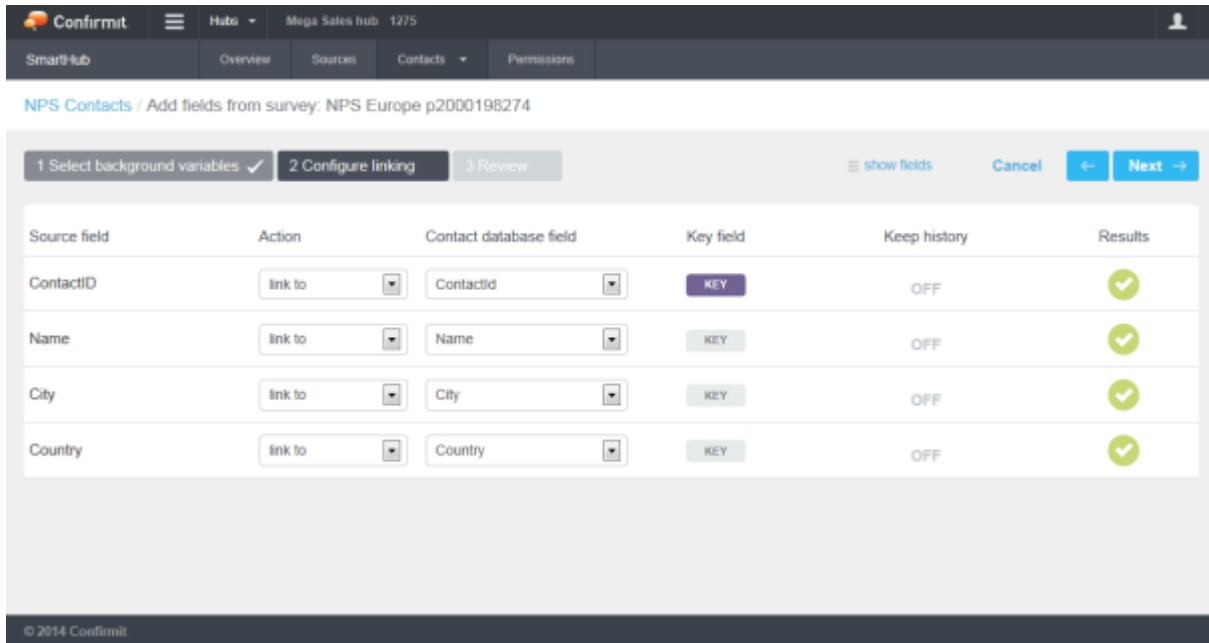 Confirmit Hubs Mega Sales hub 1275
SmartHub Overview Sources Contacts Permissions
NPS Contacts / Add fields from survey: NPS Europe p2000198274
1 Select background variables 2 Configure linking 3 Review show fields Cancel ← Next →
Source field Action Contact database field Key field Keep history Results
ContactID link to ContactId KEY OFF
Name link to Name KEY OFF
City link to City KEY OFF
Country link to Country KEY OFF
© 2014 Confirmit